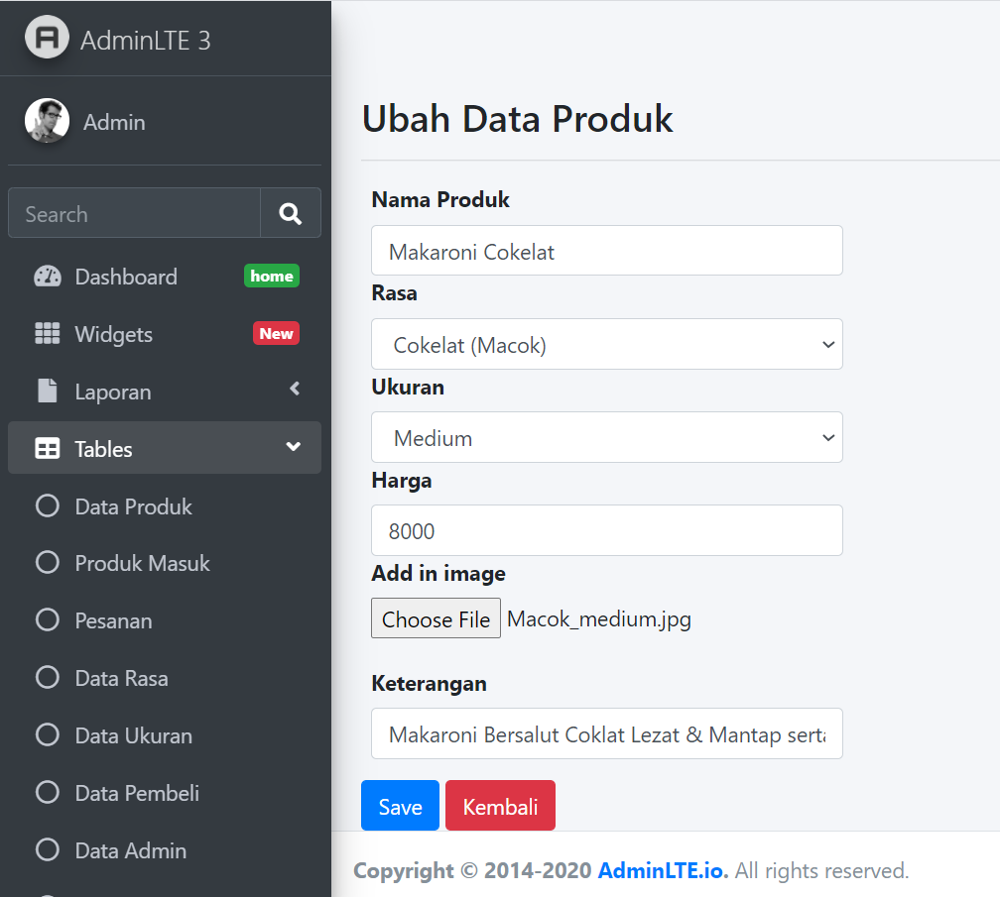 AdminLTE 3
Admin
Search
Dashboard home
Widgets New
Laporan
Tables
Data Produk
Produk Masuk
Pesanan
Data Rasa
Data Ukuran
Data Pembeli
Data Admin
Ubah Data Produk
Nama Produk
Makaroni Cokelat
Rasa
Cokelat (Macok)
Ukuran
Medium
Harga
8000
Add in image
Choose File Macok_medium.jpg
Keterangan
Makaroni Bersalut Coklat Lezat & Mantap serta
Save Kembali
Copyright © 2014-2020 AdminLTE.io. All rights reserved.